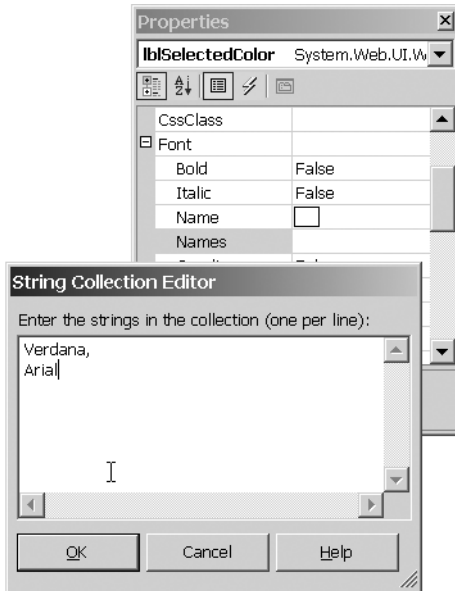 Properties
lblSelectedColor System.Web.UI.W
CssClass
Font
Bold False
Italic False
Name
Names
String Collection Editor
Enter the strings in the collection (one per line):
Verdana,
Arial
OK Cancel Help